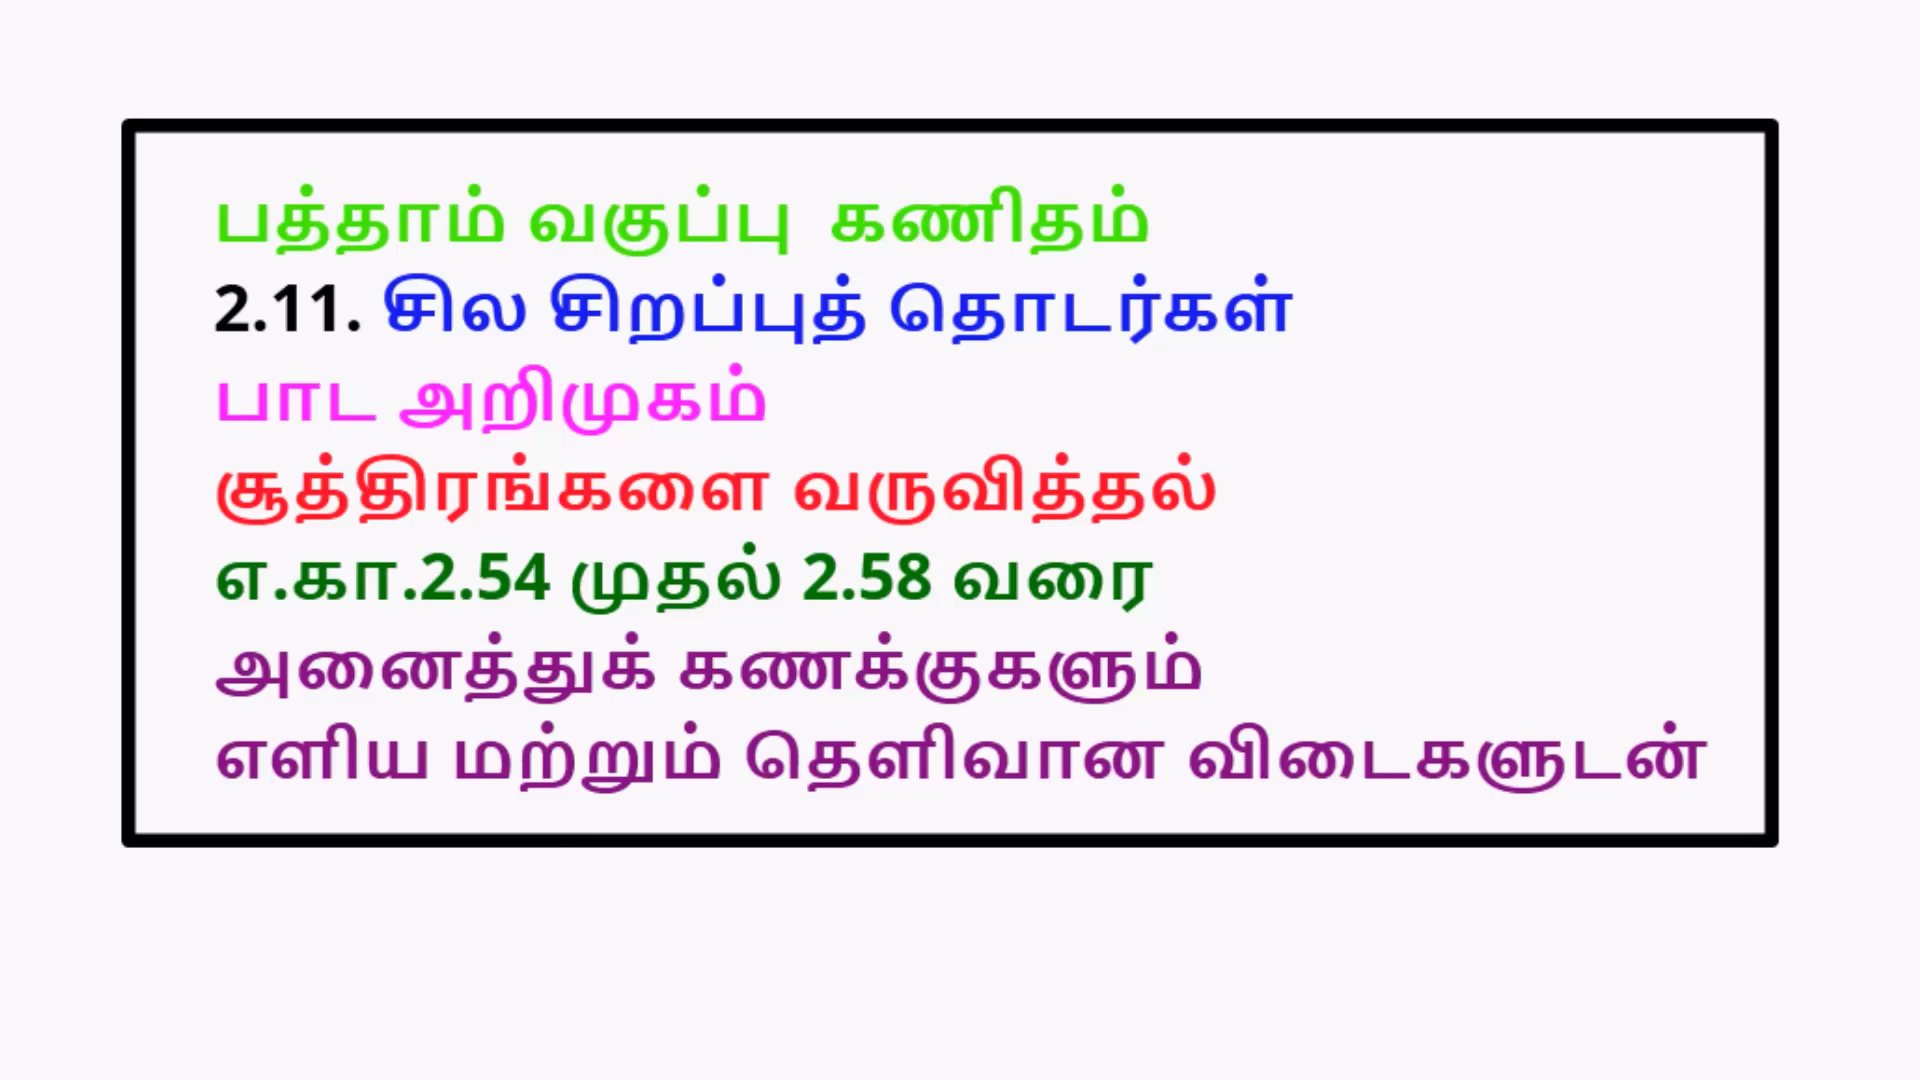 பத்தாம் வகுப்பு கணிதம்
2.11. சில சிறப்புத் தொடர்கள்
பாட அறிமுகம்
சூத்திரங்களை வருவித்தல்
எ.கா.2.54 முதல் 2.58 வரை
அனைத்துக் கணக்குகளும்
எளிய மற்றும் தெளிவான விடைகளுடன்